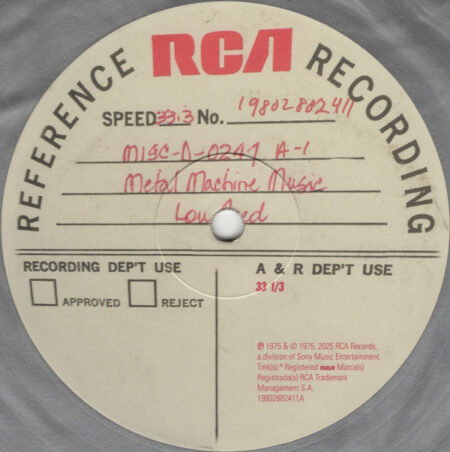 REFERENCE RCA RECORDING
SPEED 33.3 No. 19802882411
MISC-A-0247 A-1
Metal Machine Music
Lou Reed
RECORDING DEP'T USE
APPROVED REJECT
A & R DEP'T USE
33 1/3
℗ 1975 & © 1975, 2025 RCA Records,
a division of Sony Music Entertainment.
Tmk(s) ® Registered RCA Marca(s)
Registrada(s) RCA Trademark
Management S.A.
19802882411A